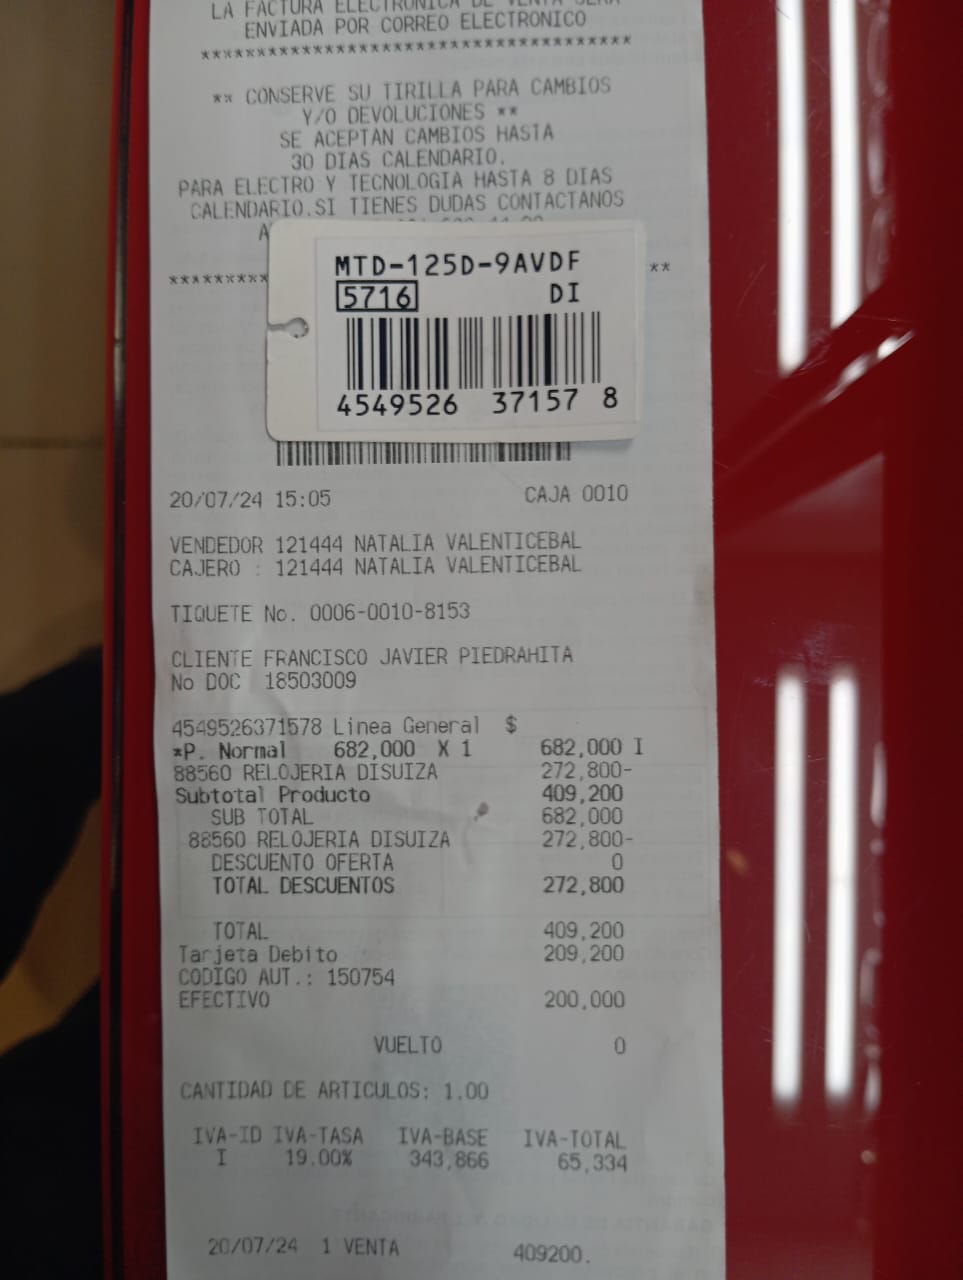 LA FACTURA ELECTRONICA DE VENTA SERA
ENVIADA POR CORREO ELECTRONICO
*************************************
** CONSERVE SU TIRILLA PARA CAMBIOS
Y/O DEVOLUCIONES **
SE ACEPTAN CAMBIOS HASTA
30 DIAS CALENDARIO.
PARA ELECTRO Y TECNOLOGIA HASTA 8 DIAS
CALENDARIO.SI TIENES DUDAS CONTACTANOS
MTD-125D-9AVDF
5716 DI
4549526 37157 8
********* **
20/07/24 15:05 CAJA 0010
VENDEDOR 121444 NATALIA VALENTICEBAL
CAJERO : 121444 NATALIA VALENTICEBAL
TIQUETE No. 0006-0010-8153
CLIENTE FRANCISCO JAVIER PIEDRAHITA
No DOC 18503009
4549526371578 Linea General $
*P. Normal 682,000 X 1 682,000 I
88560 RELOJERIA DISUIZA 272,800-
Subtotal Producto 409,200
SUB TOTAL 682,000
88560 RELOJERIA DISUIZA 272,800-
DESCUENTO OFERTA 0
TOTAL DESCUENTOS 272,800
TOTAL 409,200
Tarjeta Debito 209,200
CODIGO AUT.: 150754
EFECTIVO 200,000
VUELTO 0
CANTIDAD DE ARTICULOS: 1.00
IVA-ID IVA-TASA IVA-BASE IVA-TOTAL
I 19.00% 343,866 65,334
20/07/24 1 VENTA 409200.